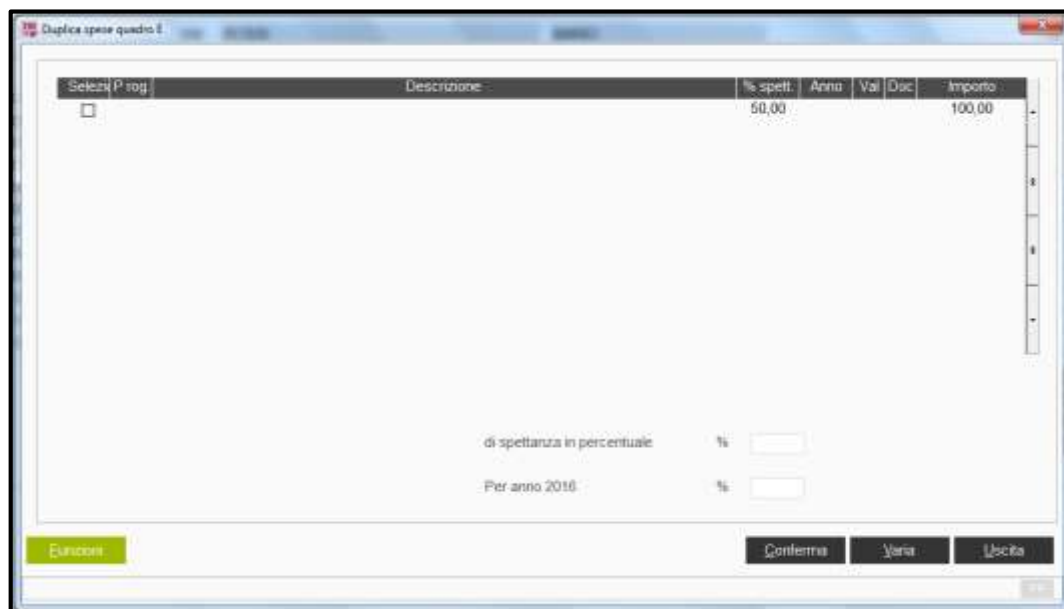 Duplica spese quadro E
Selezi P rog. Descrizione % spett. Anno Val Doc Importo
50,00 100,00
di spettanza in percentuale %
Per anno 2016 %
Funzioni Conferma Varia Uscita